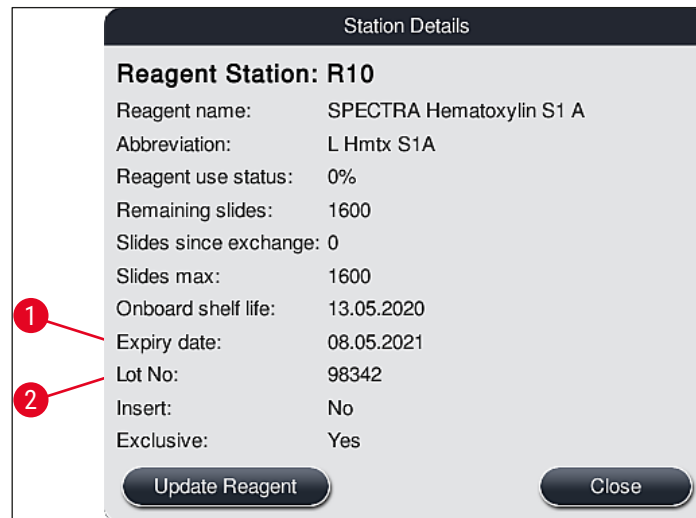 Station Details
Reagent Station: R10
Reagent name: SPECTRA Hematoxylin S1 A
Abbreviation: L Hmtx S1A
Reagent use status: 0%
Remaining slides: 1600
Slides since exchange: 0
Slides max: 1600
Onboard shelf life: 13.05.2020
1
Expiry date: 08.05.2021
Lot No: 98342
2
Insert: No
Exclusive: Yes
Update Reagent Close